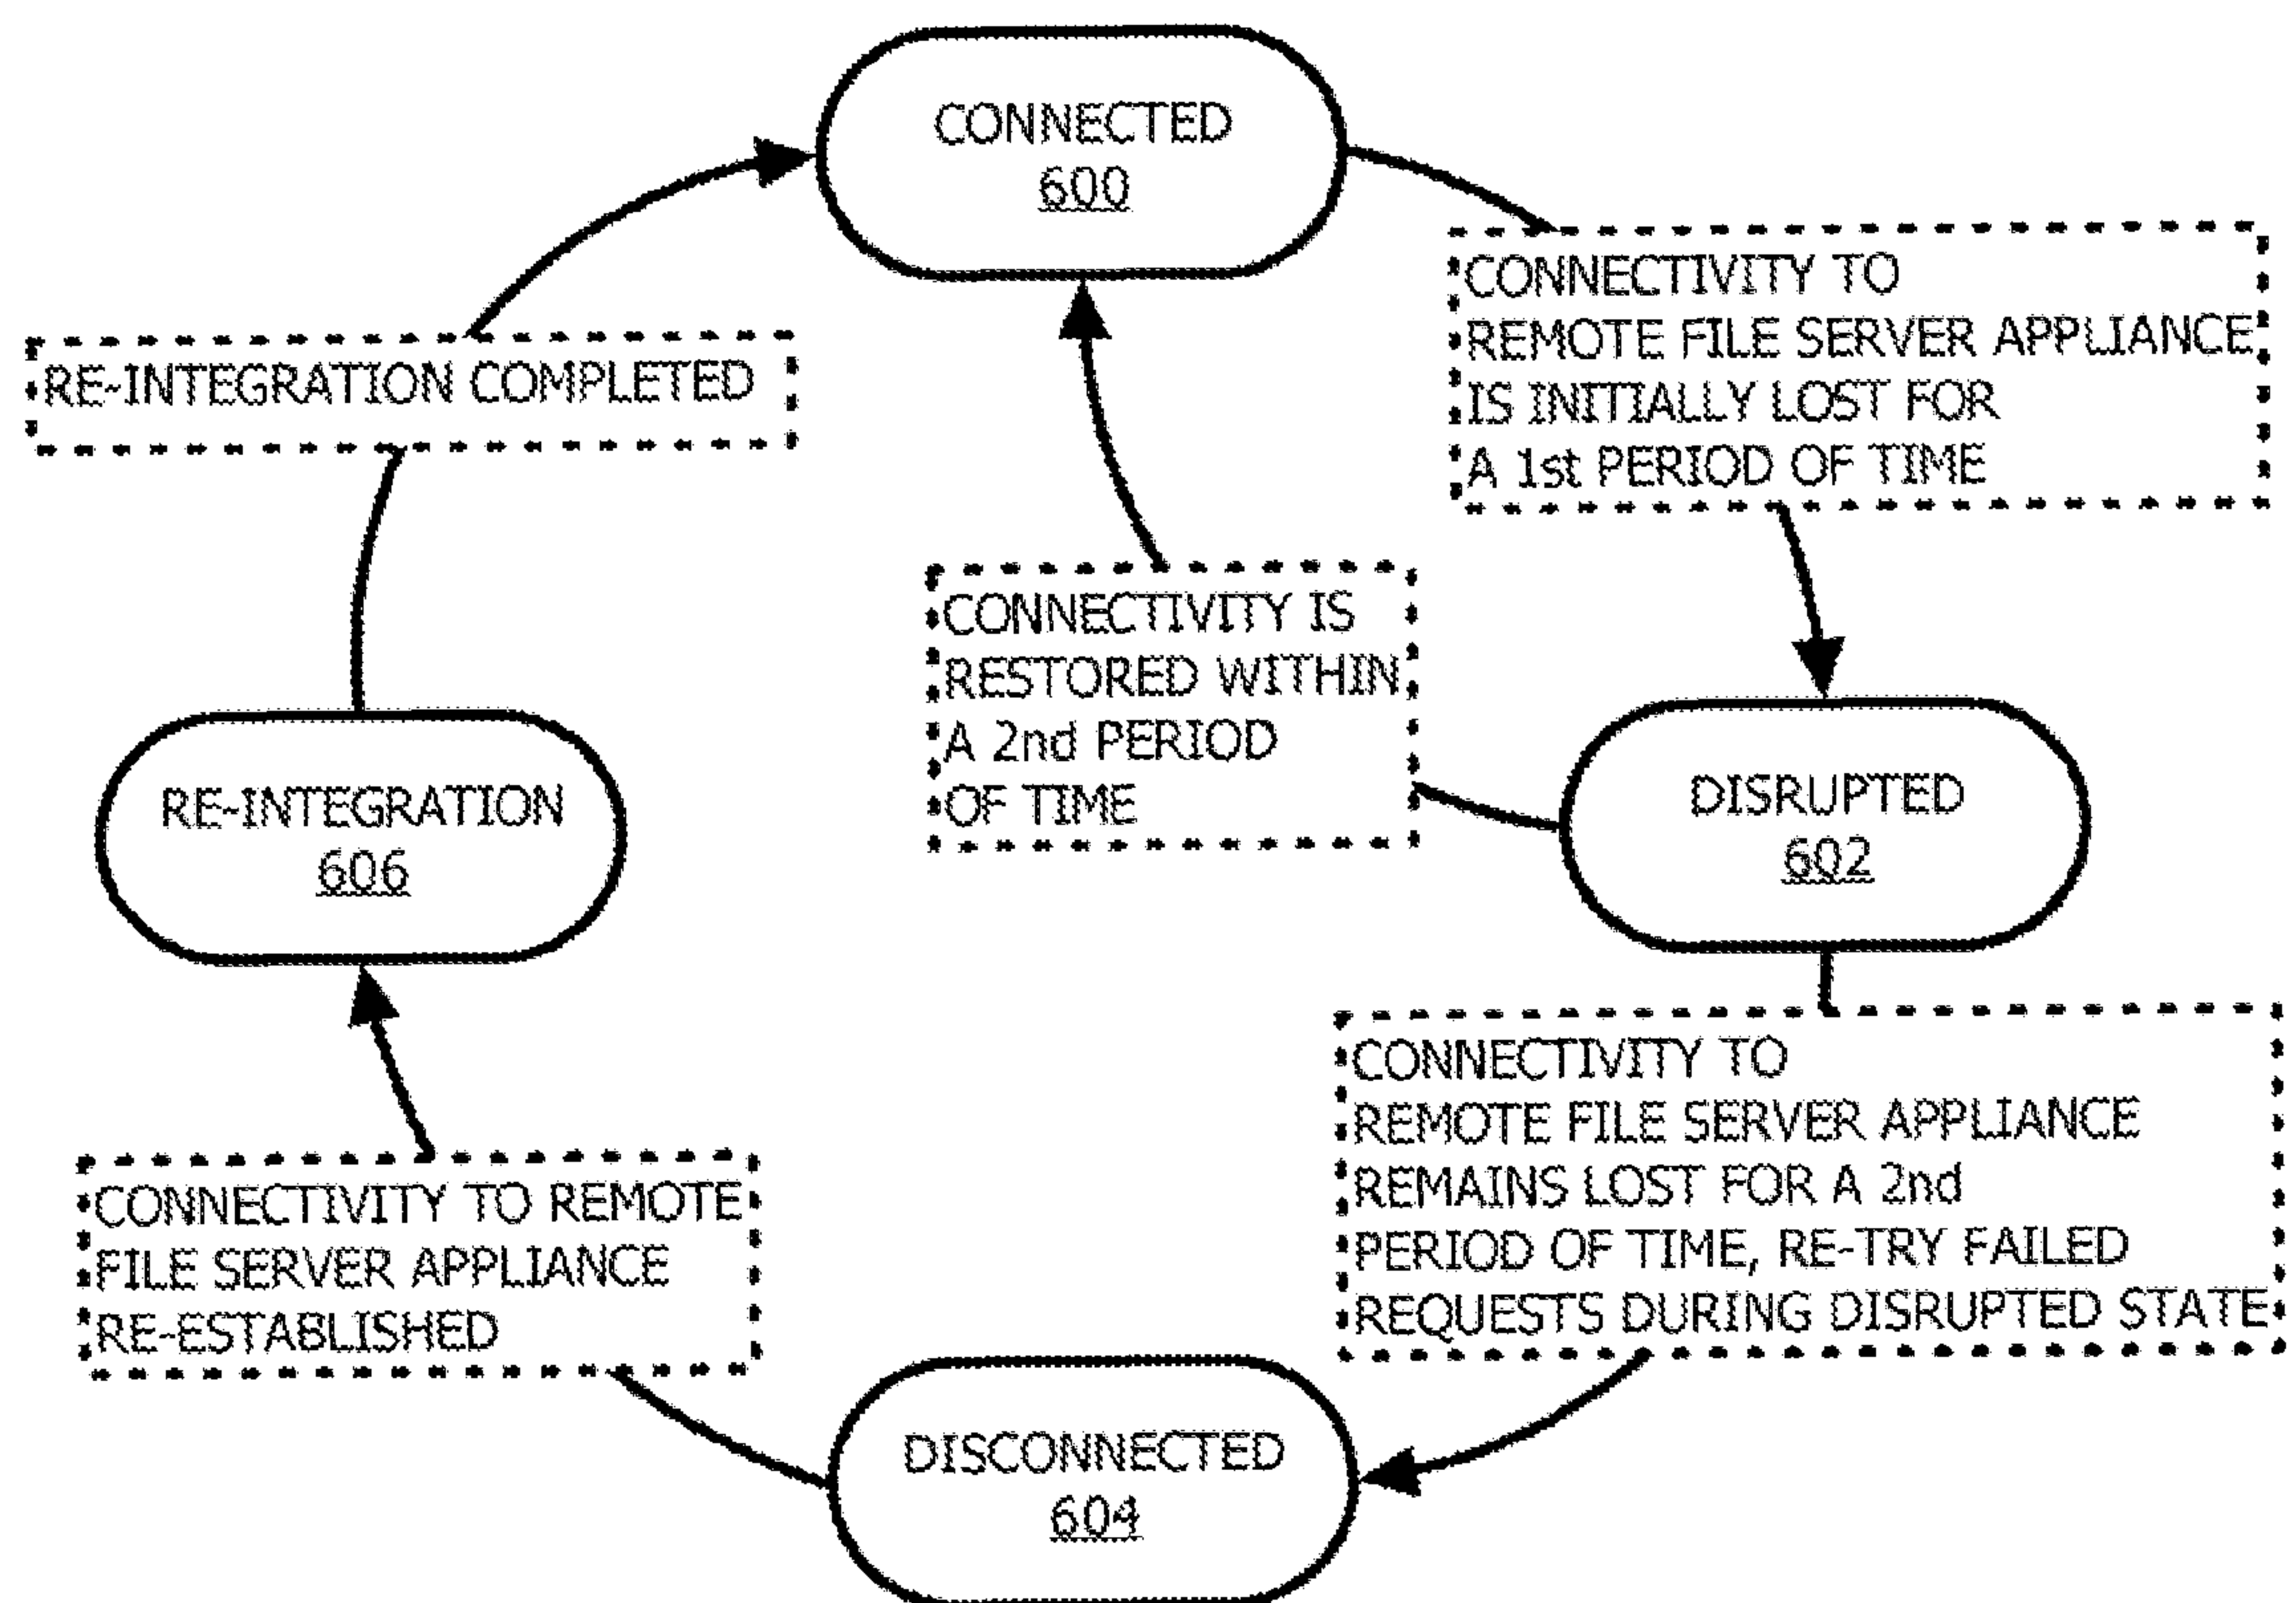 CONNECTED
600
CONNECTIVITY TO
REMOTE FILE SERVER APPLIANCE
IS INITIALLY LOST FOR
A 1st PERIOD OF TIME
RE-INTEGRATION COMPLETED
CONNECTIVITY IS
RESTORED WITHIN
A 2nd PERIOD
OF TIME
DISRUPTED
602
RE-INTEGRATION
606
CONNECTIVITY TO
REMOTE FILE SERVER APPLIANCE
REMAINS LOST FOR A 2nd
PERIOD OF TIME, RE-TRY FAILED
REQUESTS DURING DISRUPTED STATE
CONNECTIVITY TO REMOTE
FILE SERVER APPLIANCE
RE-ESTABLISHED
DISCONNECTED
604